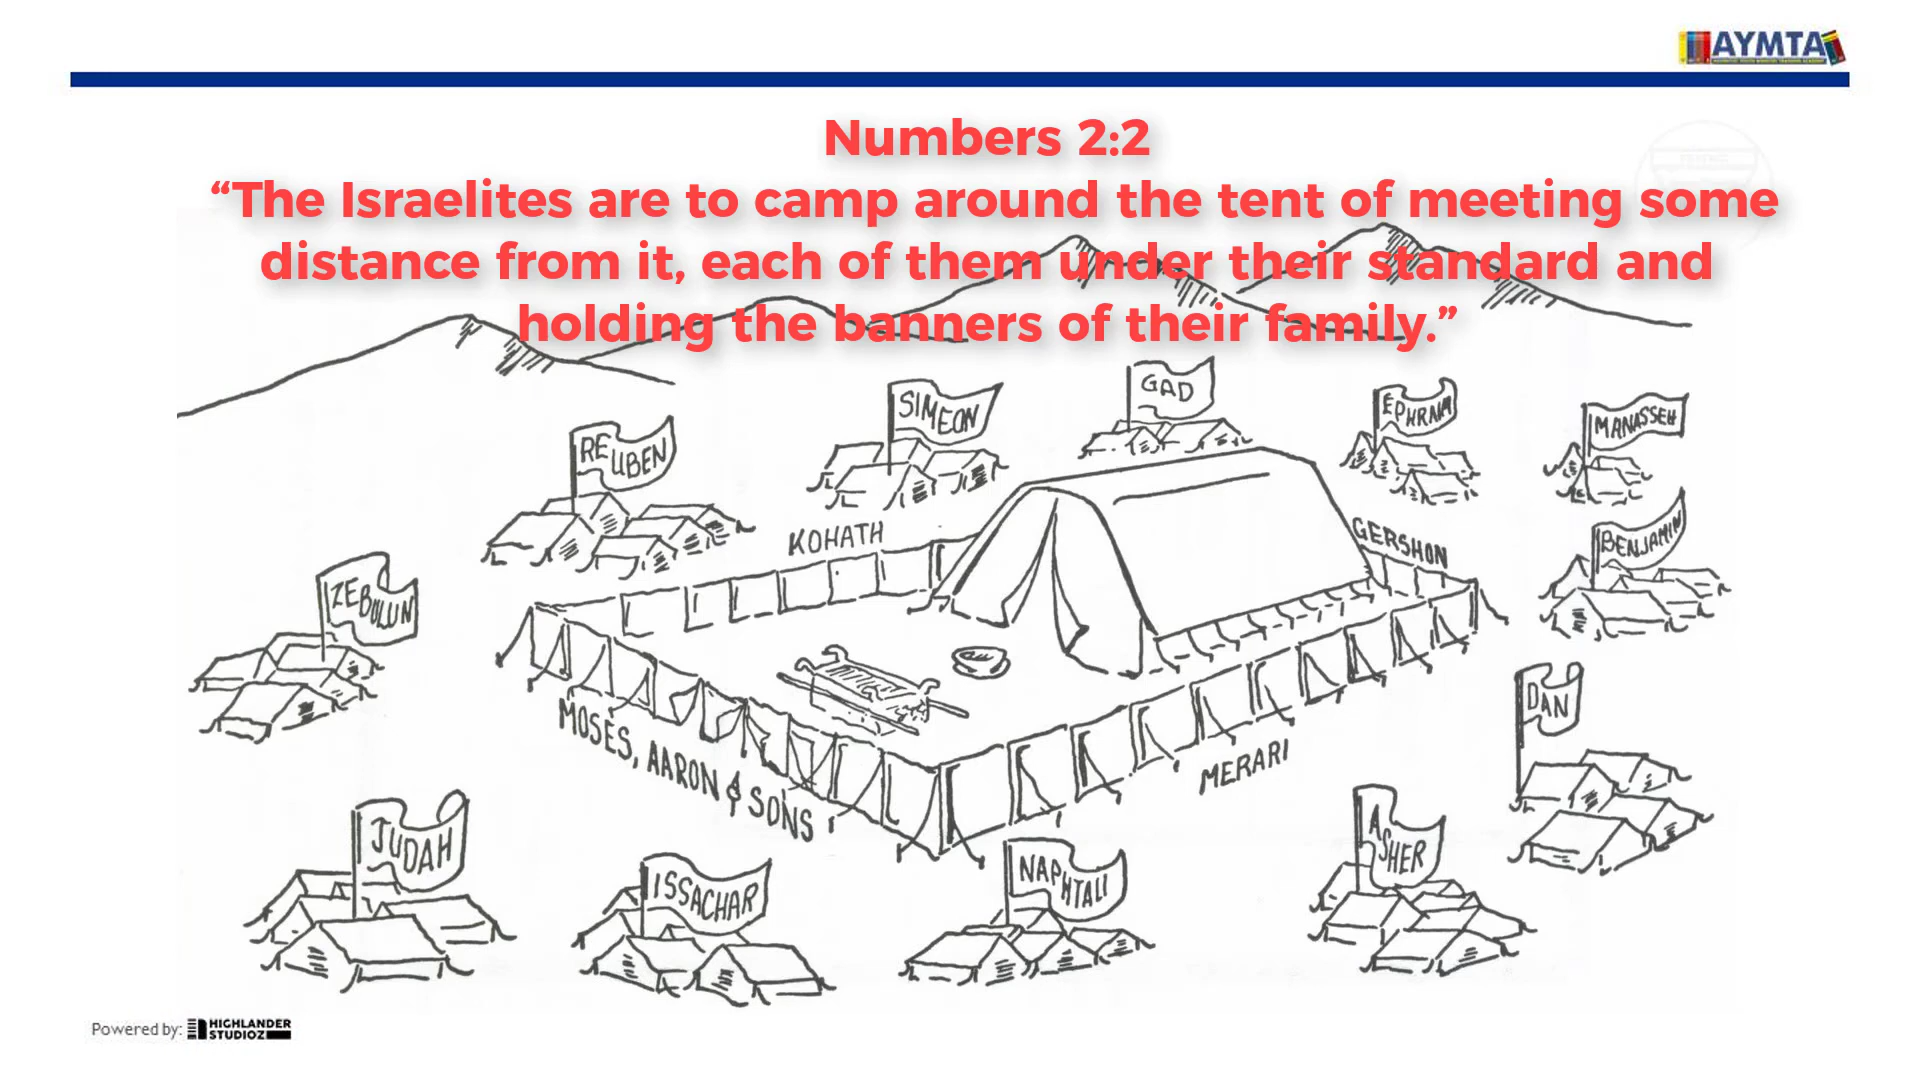 AYMTA
Numbers 2:2
“The Israelites are to camp around the tent of meeting some
distance from it, each of them under their standard and
holding the banners of their family.”
GAD
SIMEON
EPHRAIM
MANASSEH
REUBEN
KOHATH
GERSHON
BENJAMIN
ZEBULUN
DAN
MOSES, AARON & SONS
MERARI
JUDAH
ASHER
ISSACHAR
NAPHTALI
Powered by: HIGHLANDER
STUDIOZ